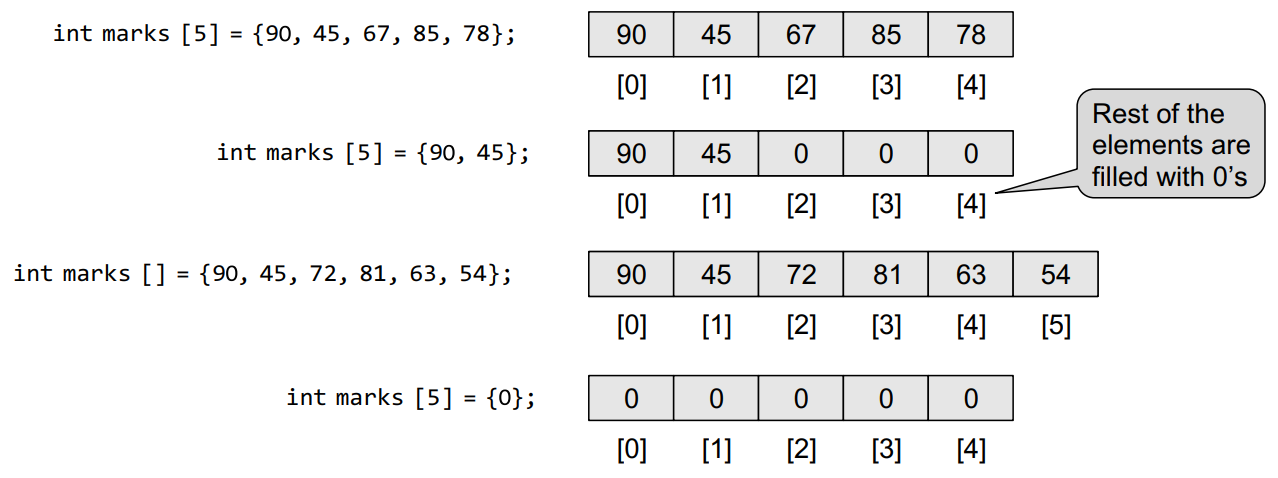 int marks [5] = {90, 45, 67, 85, 78};
90 45 67 85 78
[0] [1] [2] [3] [4]
int marks [5] = {90, 45};
90 45 0 0 0
[0] [1] [2] [3] [4]
Rest of the
elements are
filled with 0’s
int marks [] = {90, 45, 72, 81, 63, 54};
90 45 72 81 63 54
[0] [1] [2] [3] [4] [5]
int marks [5] = {0};
0 0 0 0 0
[0] [1] [2] [3] [4]